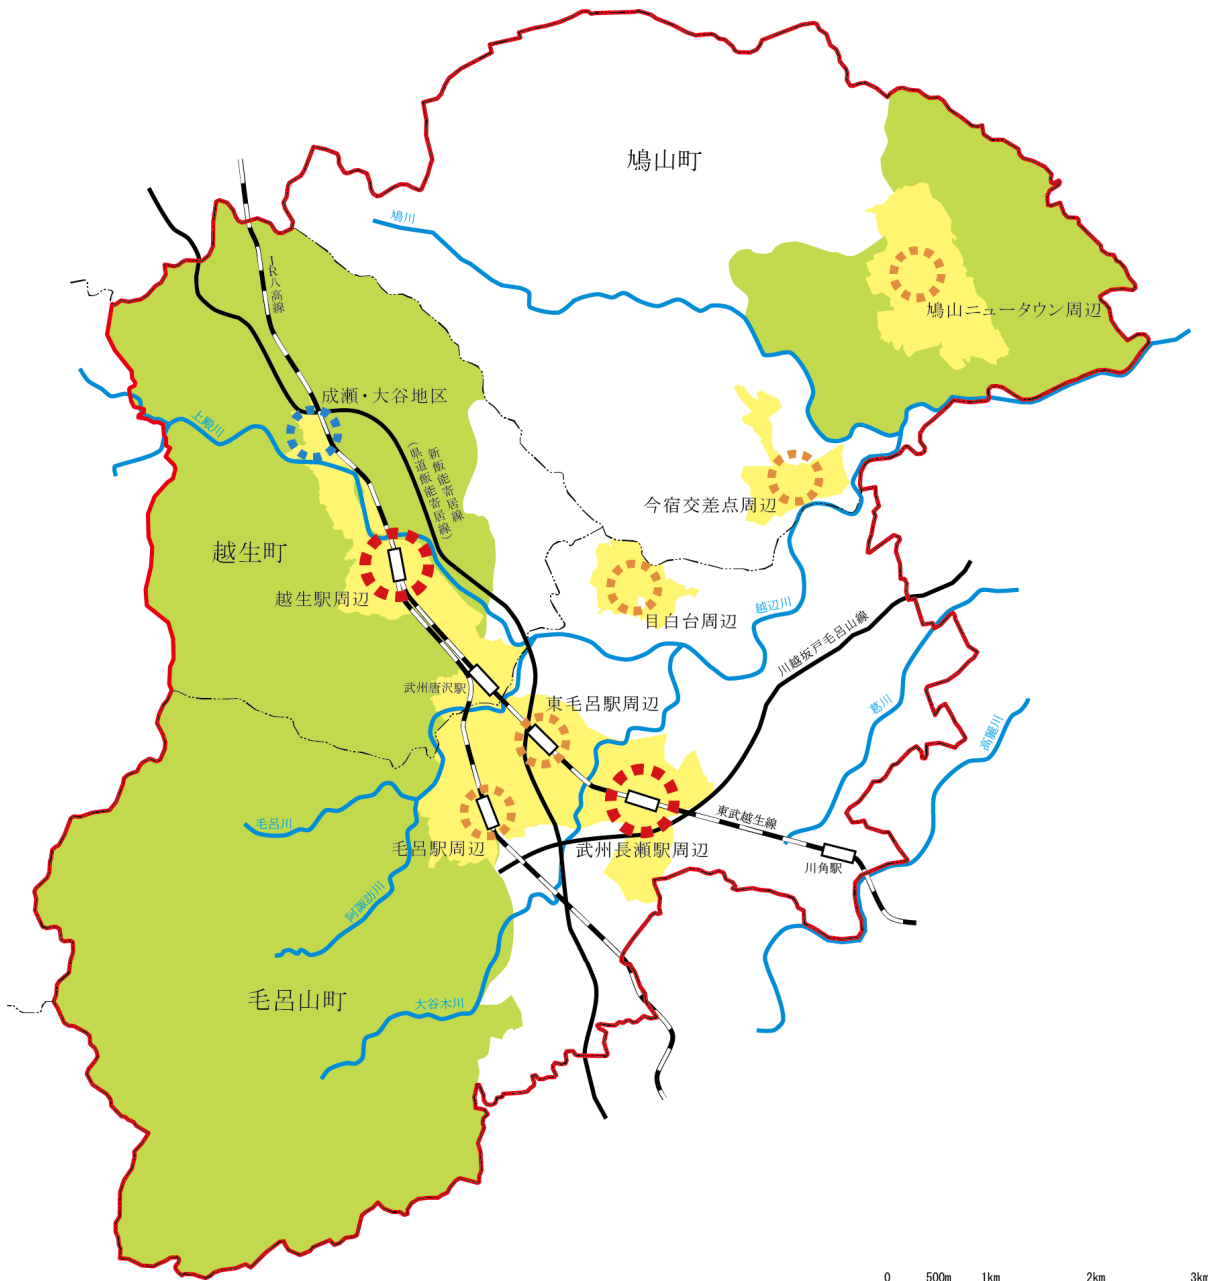 鳩山町
鳩川
JR八高線
鳩山ニュータウン周辺
成瀬・大谷地区
上殿川
新飯能寄居線
(県道飯能寄居線)
今宿交差点周辺
越生町
越生駅周辺
越辺川
目白台周辺
川越坂戸毛呂山線
武州唐沢駅
東毛呂駅周辺
葛川
高麗川
毛呂川
東武越生線
毛呂駅周辺
武州長瀬駅周辺
川角駅
阿諏訪川
毛呂山町
大谷木川
0 500m 1km 2km 3km